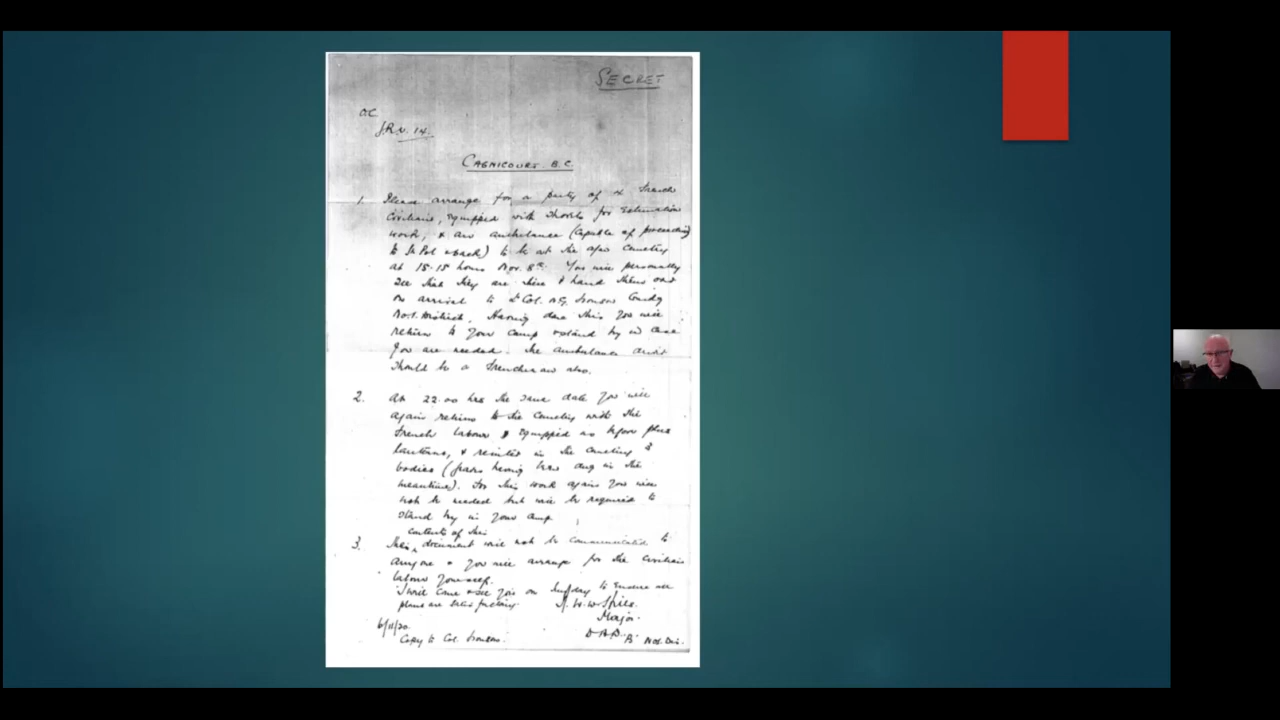 SECRET
O.C.
CAGNICOURT B.C.
1. Please arrange for a party of 4 French
civilians, equipped with shovels for exhumation
work, & an ambulance (capable of proceeding
to St Pol & back) to be at the cemetery
at 15.15 hours Nov. 8th. You will personally
see that they are there & hand them over
on arrival to Lt Col.
District. Having done this you will
return to your camp & stand by in case
you are needed. The ambulance
should be a Frenchman also.
2. At 22.00 hrs the same date you will
again return to the cemetery with the
French labour equipped as before plus
lanterns, & reinter in the cemetery 3
bodies (graves having been dug in the
meantime). For this work again you will
not be needed but will be required to
stand by in your camp
contents of this
3. document will not be communicated to
anyone & you will arrange for the civilian
labour yourself.
I will come & see you on to ensure all
plans are satisfactory.
Major
6/11/20
Copy to Col.